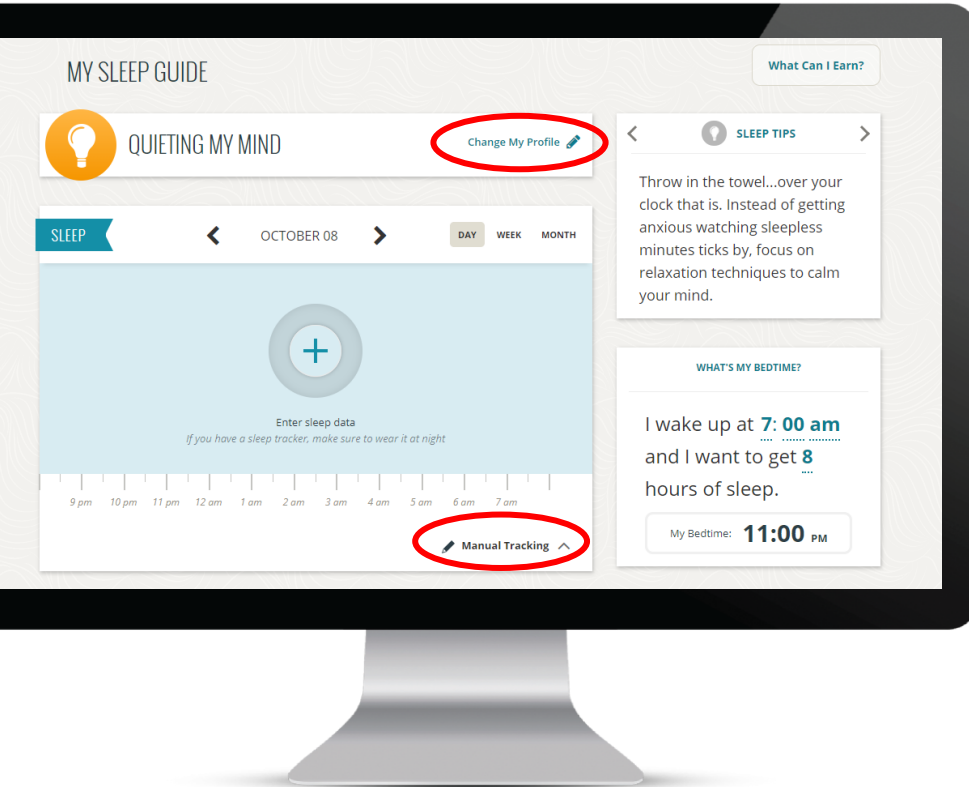 MY SLEEP GUIDE
What Can I Earn?
QUIETING MY MIND
Change My Profile
SLEEP
OCTOBER 08
DAY WEEK MONTH
Enter sleep data
If you have a sleep tracker, make sure to wear it at night
9 pm 10 pm 11 pm 12 am 1 am 2 am 3 am 4 am 5 am 6 am 7 am
Manual Tracking
SLEEP TIPS
Throw in the towel...over your
clock that is. Instead of getting
anxious watching sleepless
minutes ticks by, focus on
relaxation techniques to calm
your mind.
WHAT'S MY BEDTIME?
I wake up at 7: 00 am
and I want to get 8
hours of sleep.
My Bedtime: 11:00 PM